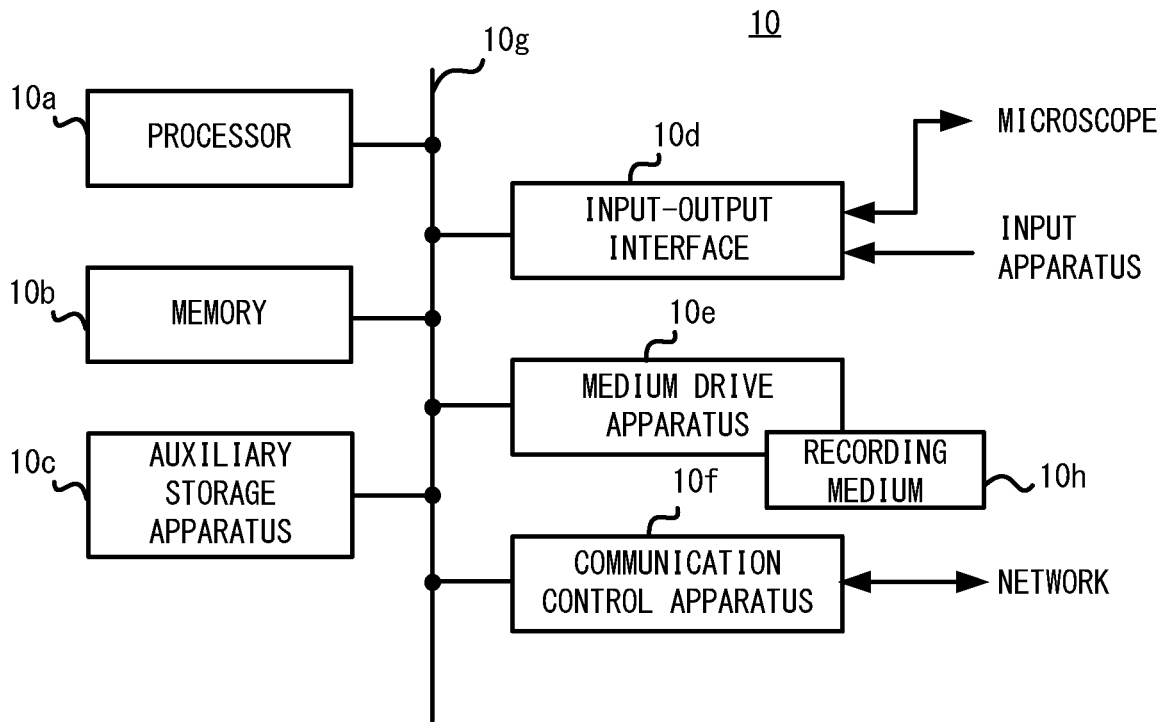 10
10g
10a
PROCESSOR
10d
MICROSCOPE
INPUT-OUTPUT
INTERFACE
INPUT
APPARATUS
10b
MEMORY
10e
MEDIUM DRIVE
APPARATUS
10c
AUXILIARY
STORAGE
APPARATUS
RECORDING
MEDIUM
10h
10f
COMMUNICATION
CONTROL APPARATUS
NETWORK